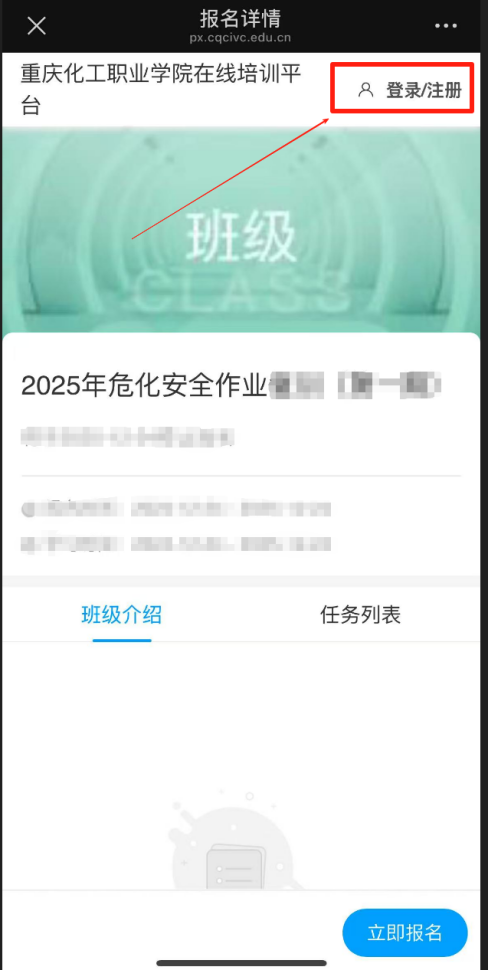 报名详情
px.cqcivc.edu.cn
重庆化工职业学院在线培训平
台
登录/注册
班级
CLASS
2025年危化安全作业
班级介绍
任务列表
立即报名